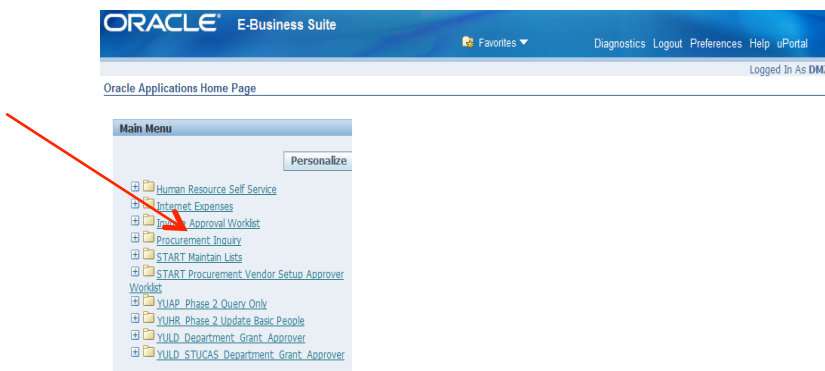 ORACLE® E-Business Suite
Favorites
Diagnostics Logout Preferences Help uPortal
Logged In As
Oracle Applications Home Page
Main Menu
Personalize
Human Resource Self Service
Internet Expenses
Approval Worklist
Procurement Inquiry
START Maintain Lists
START Procurement Vendor Setup Approver
Worklist
YUAP Phase 2 Query Only
YUHR Phase 2 Update Basic People
YULD Department Grant Approver
YULD STUCAS Department Grant Approver